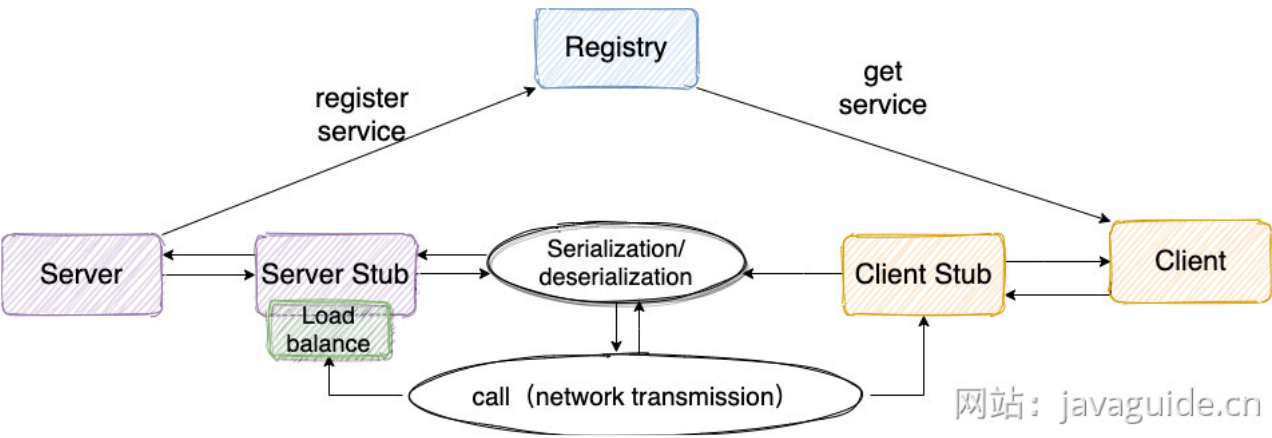 Registry
register
service
get
service
Server
Server Stub
Load
balance
Serialization/
deserialization
Client Stub
Client
call（network transmission）
网站：javaguide.cn